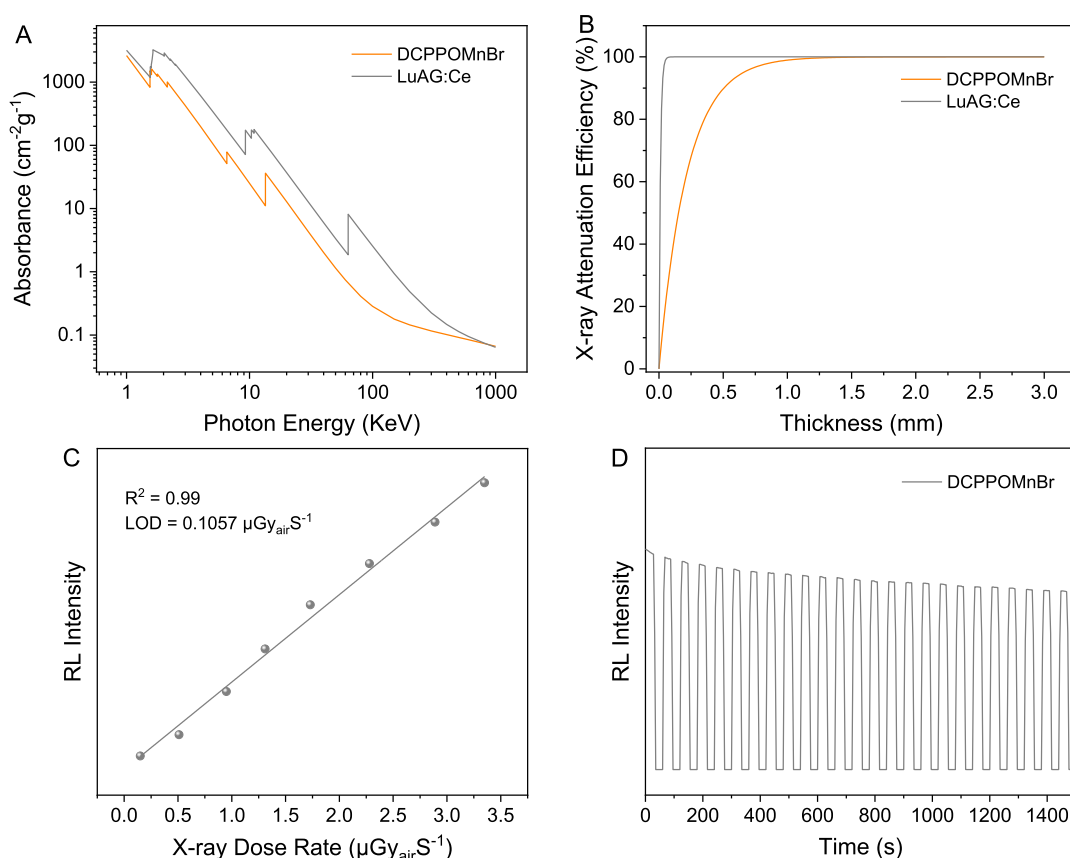 A
DCPPOMnBr
LuAG:Ce
1000
100
10
1
0.1
Absorbance (cm⁻²g⁻¹)
1
10
100
1000
Photon Energy (KeV)
B
DCPPOMnBr
LuAG:Ce
100
80
60
40
20
0
X-ray Attenuation Efficiency (%)
0.0
0.5
1.0
1.5
2.0
2.5
3.0
Thickness (mm)
C
R² = 0.99
LOD = 0.1057 μGyₐᵢᵣS⁻¹
RL Intensity
0.0
0.5
1.0
1.5
2.0
2.5
3.0
3.5
X-ray Dose Rate (μGyₐᵢᵣS⁻¹)
D
DCPPOMnBr
RL Intensity
0
200
400
600
800
1000
1200
1400
Time (s)